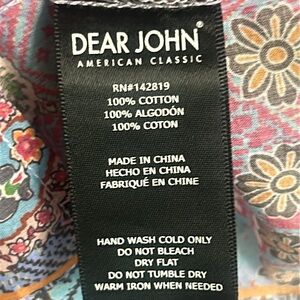 DEAR JOHN®
AMERICAN CLASSIC
RN#142819
100% COTTON
100% ALGODÓN
100% COTON
MADE IN CHINA
HECHO EN CHINA
FABRIQUÉ EN CHINE
HAND WASH COLD ONLY
DO NOT BLEACH
DRY FLAT
DO NOT TUMBLE DRY
WARM IRON WHEN NEEDED